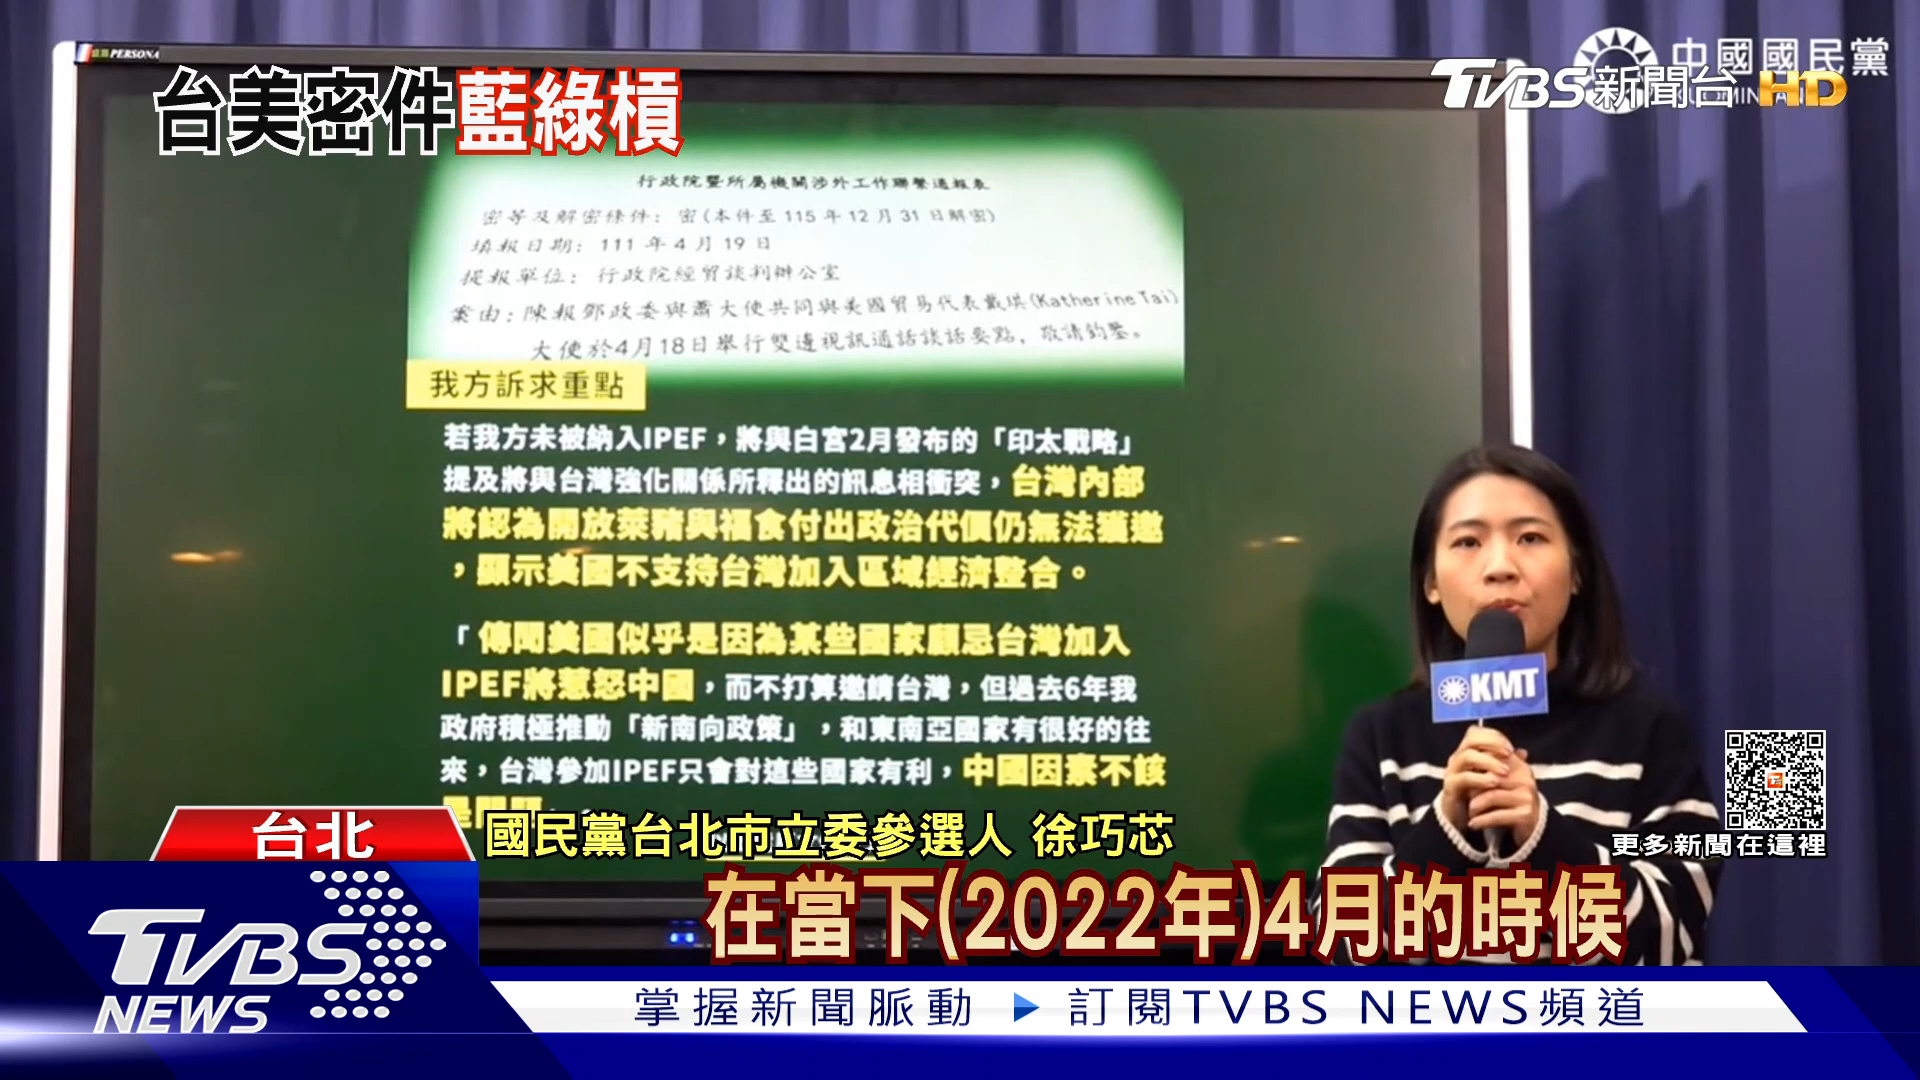 PERSONA
台美密件藍綠槓
中國國民黨
TVBS新聞台 HD
行政院暨所屬機關涉外工作聯繫通報表
密等及解密條件：密(本件至115年12月31日解密)
填報日期：111年4月19日
提報單位：行政院經貿談判辦公室
案由：陳報鄧政委與蕭大使共同與美國貿易代表戴琪(Katherine Tai)
大使於4月18日舉行雙邊視訊通話談話要點，敬請鈞鑒。
我方訴求重點
若我方未被納入IPEF，將與白宮2月發布的「印太戰略」
提及將與台灣強化關係所釋出的訊息相衝突，台灣內部
將認為開放萊豬與福食付出政治代價仍無法獲邀
，顯示美國不支持台灣加入區域經濟整合。
「傳聞美國似乎是因為某些國家顧忌台灣加入
IPEF將惹怒中國，而不打算邀請台灣，但過去6年我
政府積極推動「新南向政策」，和東南亞國家有很好的往
來，台灣參加IPEF只會對這些國家有利，中國因素不該
KMT
更多新聞在這裡
台北
國民黨台北市立委參選人 徐巧芯
在當下(2022年)4月的時候
TVBS
NEWS
掌握新聞脈動 ▶ 訂閱TVBS NEWS頻道